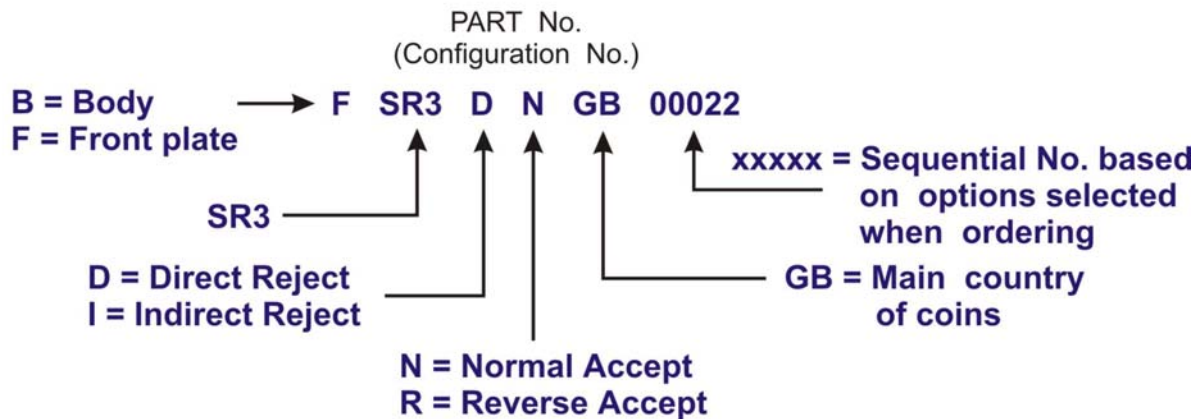 PART No.
(Configuration No.)
B = Body
F = Front plate
F SR3 D N GB 00022
xxxxx = Sequential No. based
on options selected
when ordering
SR3
D = Direct Reject
I = Indirect Reject
GB = Main country
of coins
N = Normal Accept
R = Reverse Accept